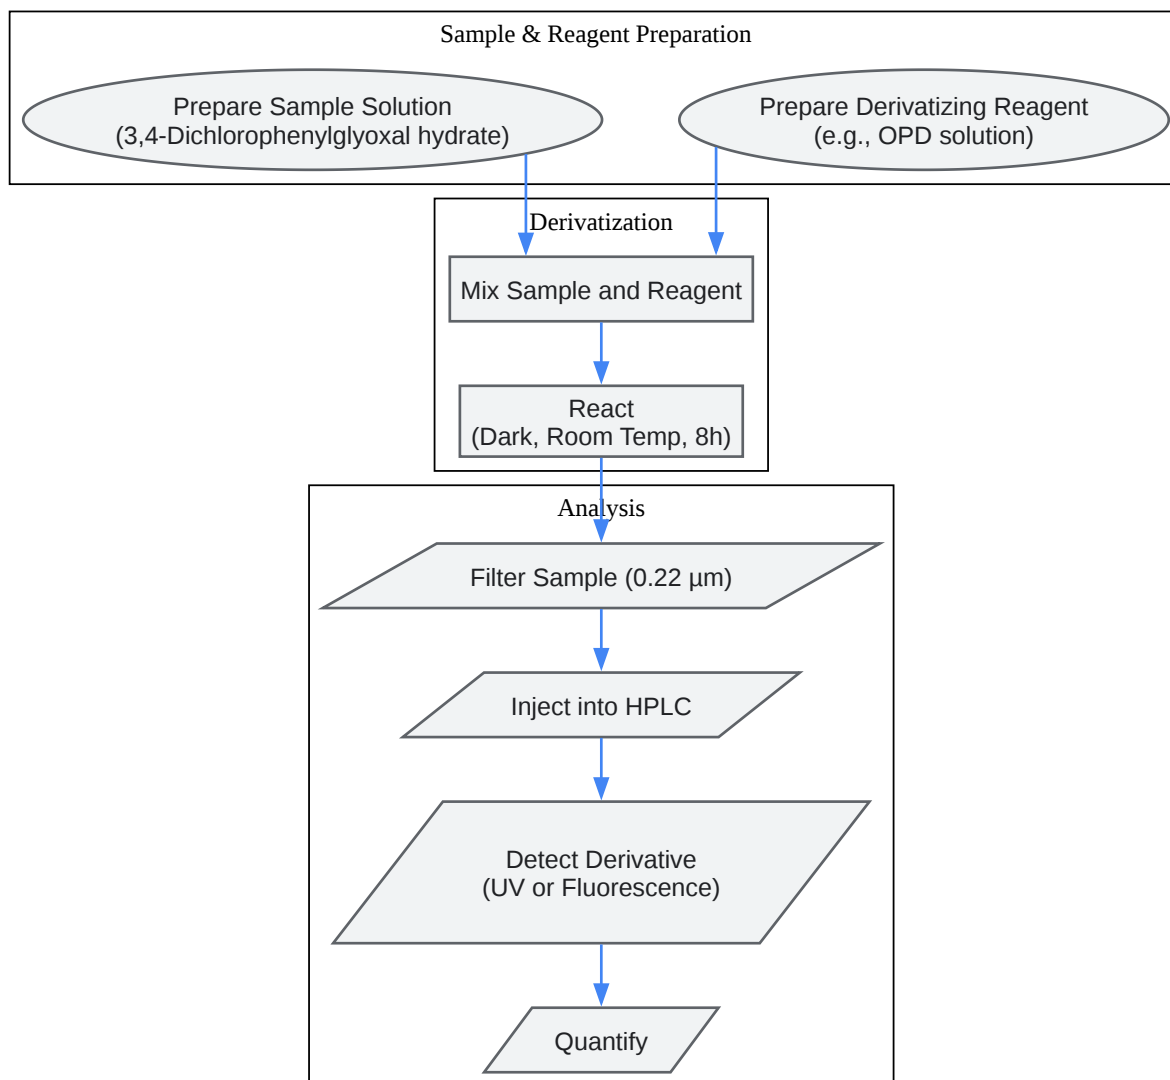 Sample & Reagent Preparation
Prepare Sample Solution
(3,4-Dichlorophenylglyoxal hydrate)
Prepare Derivatizing Reagent
(e.g., OPD solution)
Derivatization
Mix Sample and Reagent
React
(Dark, Room Temp, 8h)
Analysis
Filter Sample (0.22 µm)
Inject into HPLC
Detect Derivative
(UV or Fluorescence)
Quantify